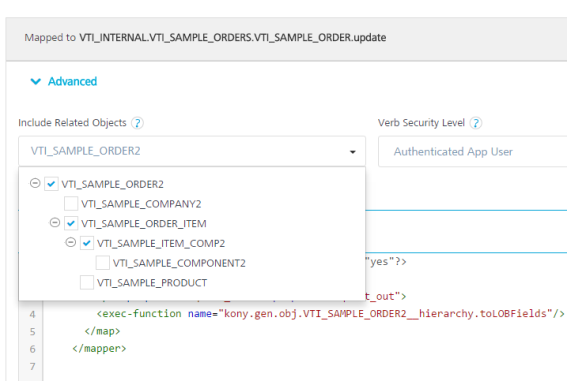 Mapped to VTI_INTERNAL.VTI_SAMPLE_ORDERS.VTI_SAMPLE_ORDER.update
Advanced
Include Related Objects ?
Verb Security Level ?
VTI_SAMPLE_ORDER2
Authenticated App User
VTI_SAMPLE_ORDER2
VTI_SAMPLE_COMPANY2
VTI_SAMPLE_ORDER_ITEM
VTI_SAMPLE_ITEM_COMP2
VTI_SAMPLE_COMPONENT2
"yes"?>
VTI_SAMPLE_PRODUCT
t_out">
4 <exec-function name="kony.gen.obj.VTI_SAMPLE_ORDER2__hierarchy.toLOBFields"/>
5 </map>
6 </mapper>
7